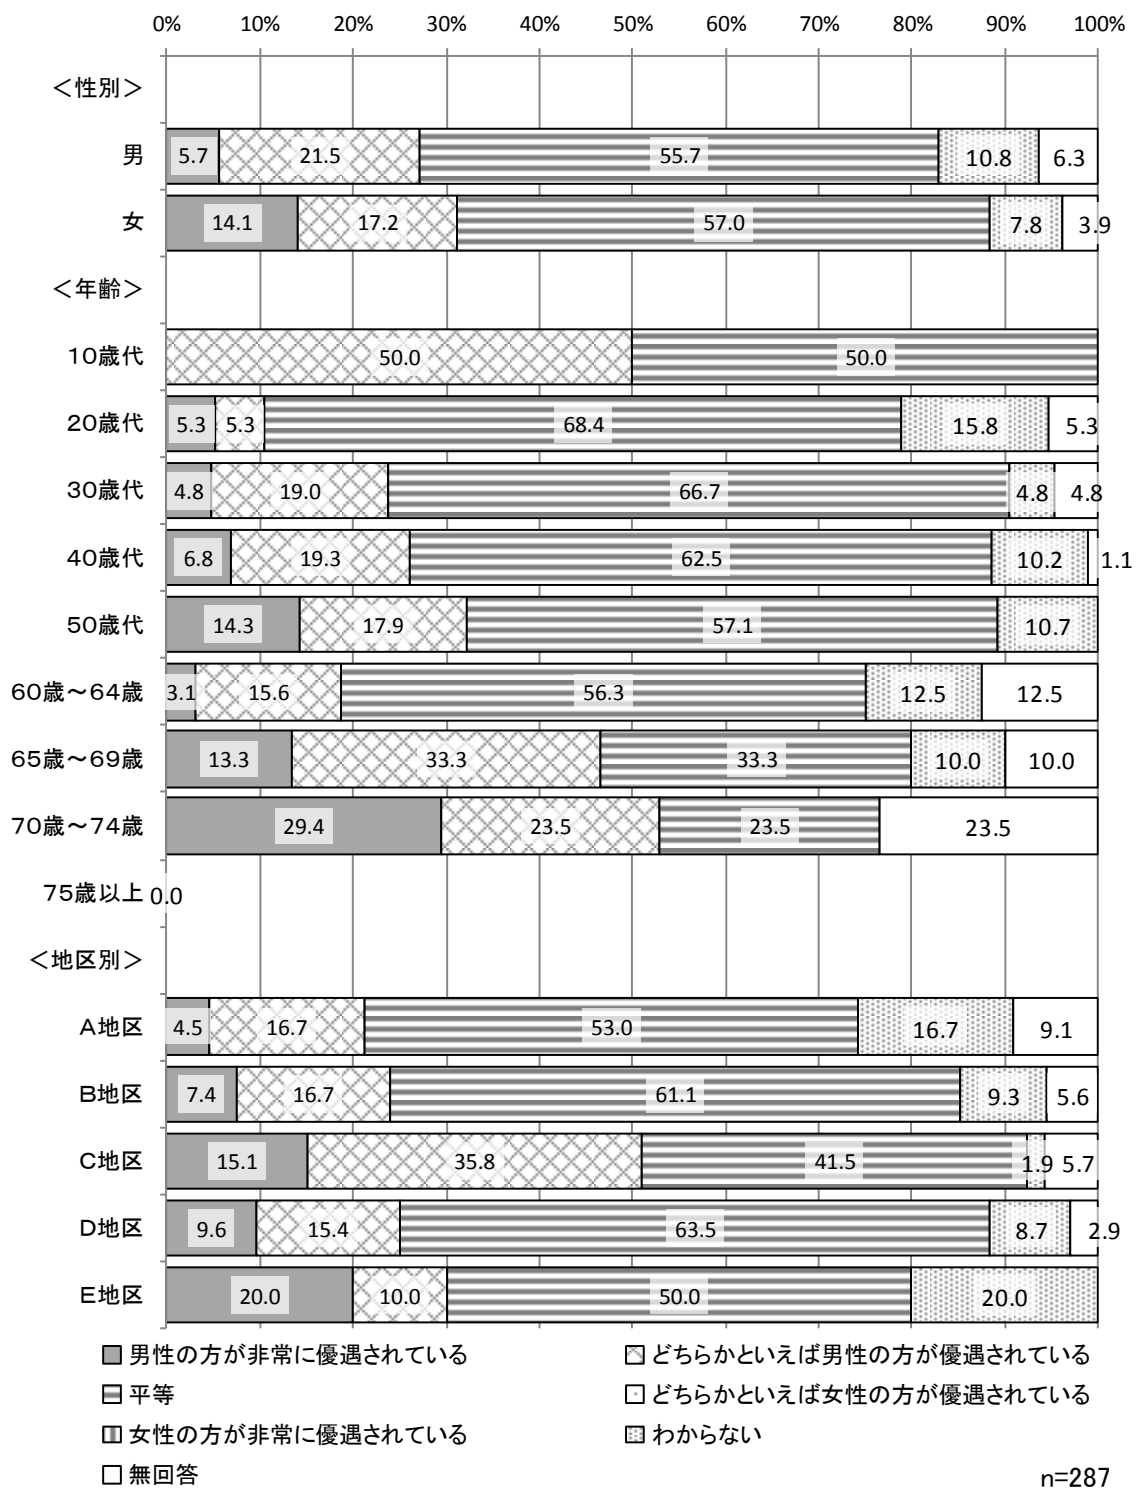 0% 10% 20% 30% 40% 50% 60% 70% 80% 90% 100%
＜性別＞
男 5.7 21.5 55.7 10.8 6.3
女 14.1 17.2 57.0 7.8 3.9
＜年齢＞
10歳代 50.0 50.0
20歳代 5.3 5.3 68.4 15.8 5.3
30歳代 4.8 19.0 66.7 4.8 4.8
40歳代 6.8 19.3 62.5 10.2 1.1
50歳代 14.3 17.9 57.1 10.7
60歳～64歳 3.1 15.6 56.3 12.5 12.5
65歳～69歳 13.3 33.3 33.3 10.0 10.0
70歳～74歳 29.4 23.5 23.5 23.5
75歳以上 0.0
＜地区別＞
A地区 4.5 16.7 53.0 16.7 9.1
B地区 7.4 16.7 61.1 9.3 5.6
C地区 15.1 35.8 41.5 1.9 5.7
D地区 9.6 15.4 63.5 8.7 2.9
E地区 20.0 10.0 50.0 20.0
男性の方が非常に優遇されている どちらかといえば男性の方が優遇されている
平等 どちらかといえば女性の方が優遇されている
女性の方が非常に優遇されている わからない
無回答 n=287